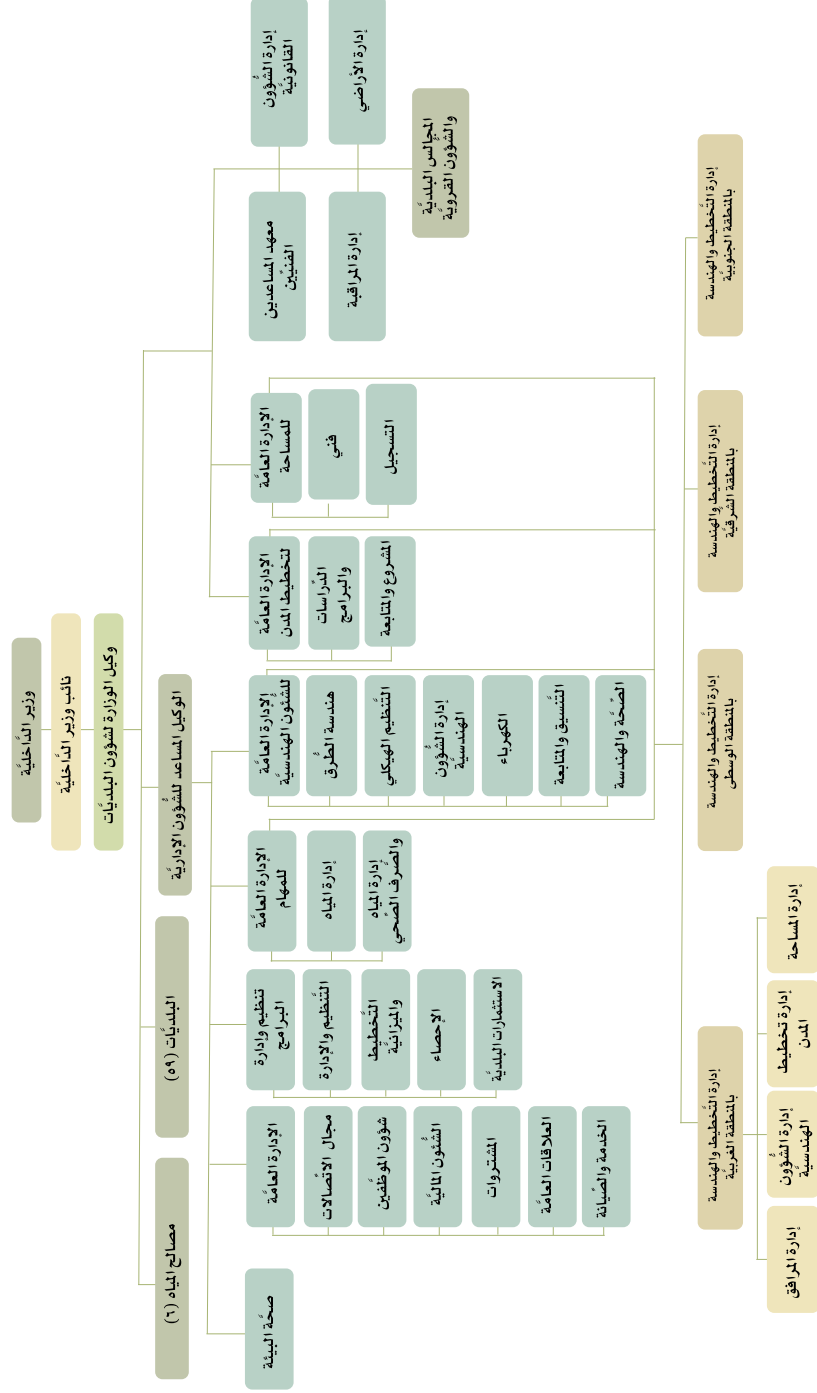 وزير الدّاخليّة
نائب وزير الدّاخليّة
وكيل الوزارة لشؤون البلديّات
الوكيل المساعد للشّؤون الإداريّة
البلديّات (٥٩)
مصالح المياه (٦)
إدارة الشّؤون
القانونيّة
معهد المساعدين
الفنيّين
إدارة الأراضي
إدارة المراقبة
المجالس البلديّة
والشّؤون القرويّة
الإدارة العامّة
للمساحة
فني
التسجيل
الإدارة العامّة
لتخطيط المدن
الدّراسات
والبرامج
المشروع والمتابعة
الإدارة العامّة
للشّئون الهندسيّة
هندسة الطّرق
التّنظيم الهيكلي
إدارة الشّؤون
الهندسيّة
الكهرباء
التّنسيق والمتابعة
الصّحّة والهندسة
الإدارة العامّة
للمهام
إدارة المياه
إدارة المياه
والصّرف الصّحي
تنظيم وإدارة
البرامج
التّنظيم والإدارة
التّخطيط
والميزانيّة
الإحصاء
الاستثمارات البلديّة
الإدارة العامّة
مجال الاتّصالات
شؤون الموظّفين
الشّئون الماليّة
المشتروات
العلاقات العامّة
الخدمة والصّيانة
صحّة البيئة
إدارة التّخطيط والهندسة
بالمنطقة الجنوبيّة
إدارة التّخطيط والهندسة
بالمنطقة الشّرقيّة
إدارة التّخطيط والهندسة
بالمنطقة الوسطى
إدارة التّخطيط والهندسة
بالمنطقة الغربيّة
إدارة المساحة
إدارة تخطيط
المدن
إدارة الشّؤون
الهندسيّة
إدارة المرافق